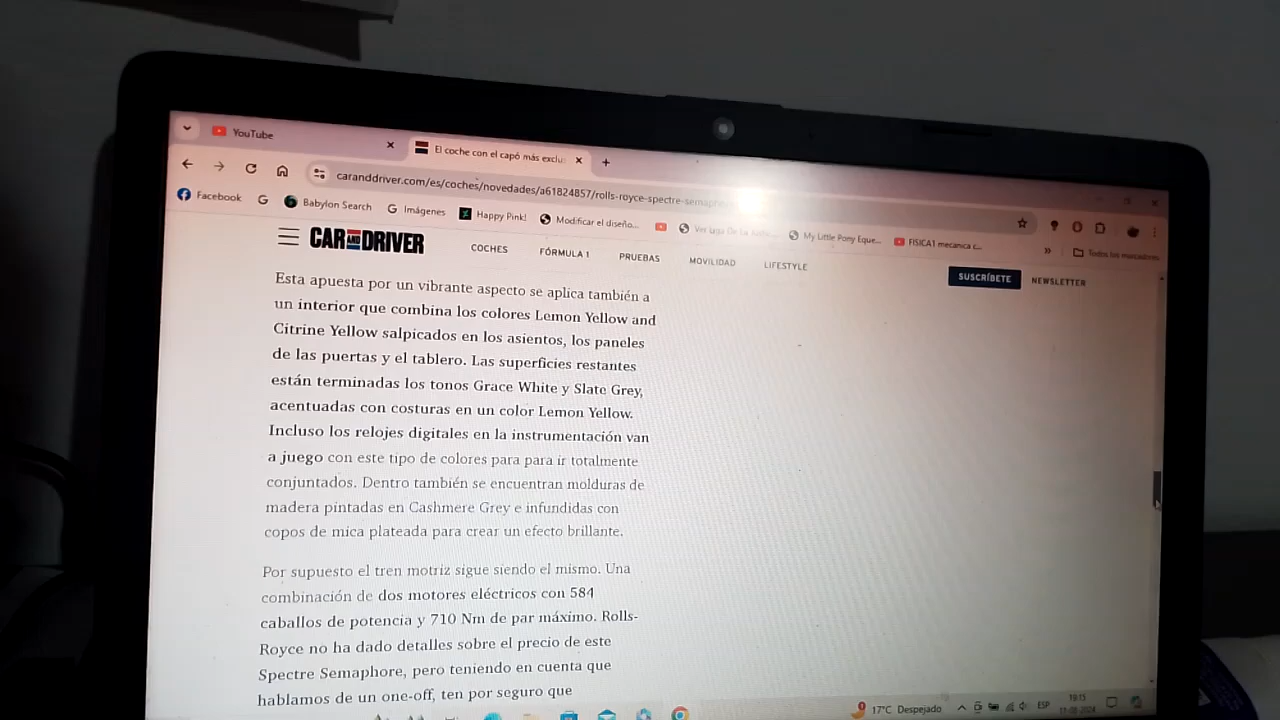 YouTube
El coche con el capó más exclu
caranddriver.com/es/coches/novedades/a61824857/rolls-royce-spectre-semaph
Facebook
Babylon Search
Imágenes
Happy Pink!
Modificar el diseño...
My Little Pony Eque...
FISICA1 mecanica c...
Todos los marcadores
CAR AND DRIVER
COCHES
FÓRMULA 1
PRUEBAS
MOVILIDAD
LIFESTYLE
SUSCRÍBETE
NEWSLETTER
Esta apuesta por un vibrante aspecto se aplica también a
un interior que combina los colores Lemon Yellow and
Citrine Yellow salpicados en los asientos, los paneles
de las puertas y el tablero. Las superficies restantes
están terminadas los tonos Grace White y Slate Grey,
acentuadas con costuras en un color Lemon Yellow.
Incluso los relojes digitales en la instrumentación van
a juego con este tipo de colores para para ir totalmente
conjuntados. Dentro también se encuentran molduras de
madera pintadas en Cashmere Grey e infundidas con
copos de mica plateada para crear un efecto brillante.
Por supuesto el tren motriz sigue siendo el mismo. Una
combinación de dos motores eléctricos con 584
caballos de potencia y 710 Nm de par máximo. Rolls-
Royce no ha dado detalles sobre el precio de este
Spectre Semaphore, pero teniendo en cuenta que
hablamos de un one-off, ten por seguro que
17°C Despejado
ESP
10:15
11-08-2024